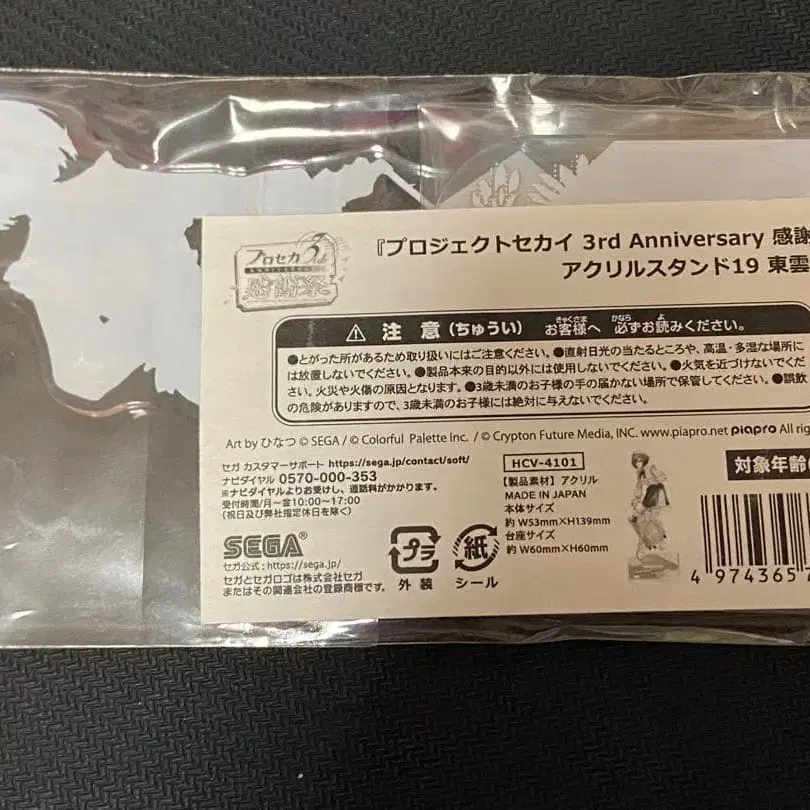 プロセカ 3rd
ANNIVERSARY
感謝祭
『プロジェクトセカイ 3rd Anniversary 感謝
アクリルスタンド19 東雲
⚠ 注 意 (ちゅうい) お客様へ 必ずお読みください。
●とがった所があるため取り扱いにはご注意ください。●直射日光の当たるところや、高温・多湿な場所に
は放置しないでください。●製品本来の目的以外には使用しないでください。●火気を近づけないでくだ
さい。火災や火傷の原因となります。●3歳未満のお子様の手の届かない場所で保管してください。●誤飲
の危険がありますので、3歳未満のお子様には絶対に与えないでください。
Art by ひなつ © SEGA / © Colorful Palette Inc. / © Crypton Future Media, INC. www.piapro.net piapro All rig
セガ カスタマーサポート https://sega.jp/contact/soft/
ナビダイヤル 0570-000-353
※ナビダイヤルよりお受けし、通話料がかかります。
受付時間/月~金10:00~17:00
(祝日及び弊社指定休日を除く)
SEGA
セガ公式:https://sega.jp/
セガとセガロゴは株式会社セガ
またはその関連会社の登録商標です。
プラ
外装
紙
シール
HCV-4101
【製品素材】アクリル
MADE IN JAPAN
本体サイズ
約 W53mm×H139mm
台座サイズ
約 W60mm×H60mm
対象年齢
4 974365